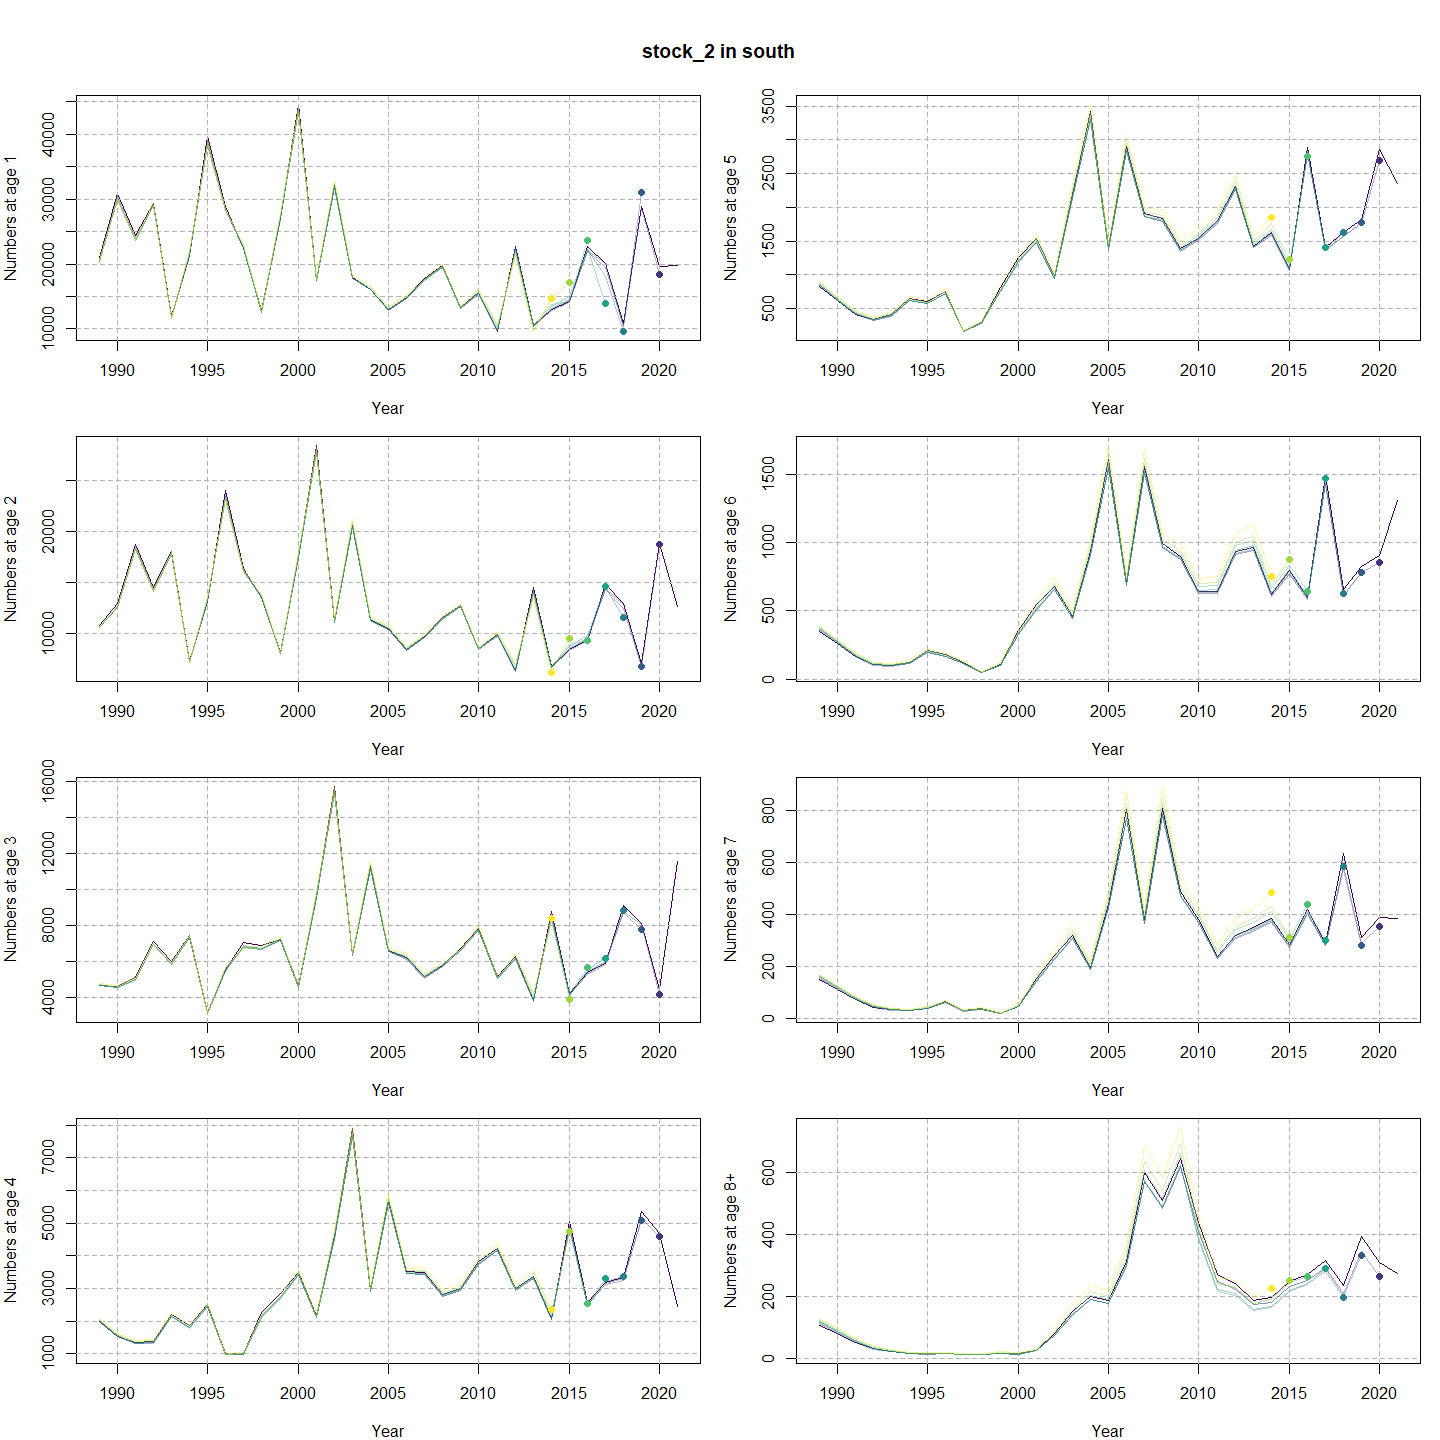 stock_2 in south
Numbers at age 1
10000 20000 30000 40000
1990 1995 2000 2005 2010 2015 2020
Year
Numbers at age 5
500 1500 2500 3500
1990 1995 2000 2005 2010 2015 2020
Year
Numbers at age 2
10000 20000
1990 1995 2000 2005 2010 2015 2020
Year
Numbers at age 6
0 500 1000 1500
1990 1995 2000 2005 2010 2015 2020
Year
Numbers at age 3
4000 8000 12000 16000
1990 1995 2000 2005 2010 2015 2020
Year
Numbers at age 7
0 200 400 600 800
1990 1995 2000 2005 2010 2015 2020
Year
Numbers at age 4
1000 3000 5000 7000
1990 1995 2000 2005 2010 2015 2020
Year
Numbers at age 8+
0 200 400 600
1990 1995 2000 2005 2010 2015 2020
Year